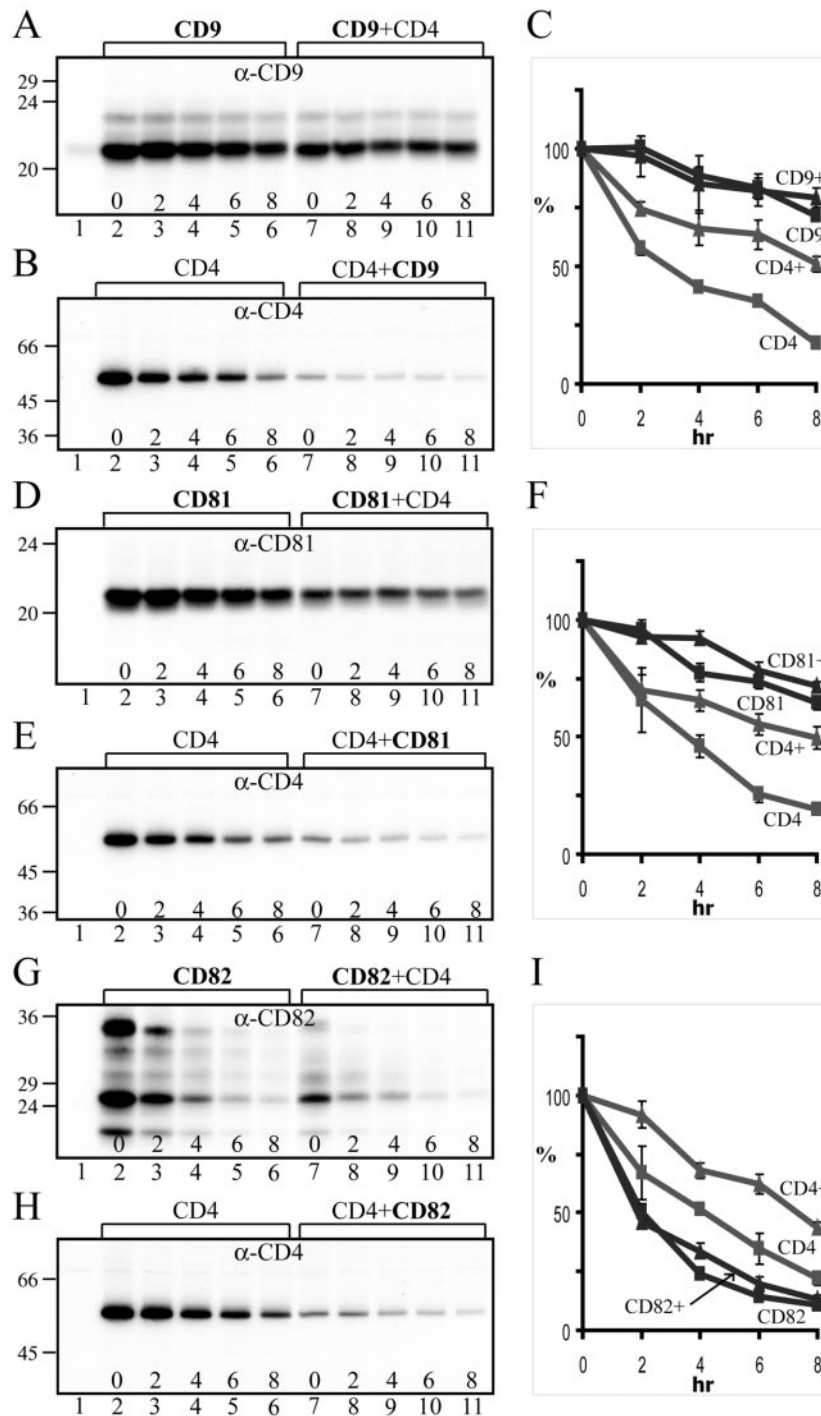 A
CD9
CD9+CD4
α-CD9
29
24
20
0 2 4 6 8 0 2 4 6 8
1 2 3 4 5 6 7 8 9 10 11
B
CD4
CD4+CD9
α-CD4
66
45
36
0 2 4 6 8 0 2 4 6 8
1 2 3 4 5 6 7 8 9 10 11
C
100
%
50
0
CD9+
CD9
CD4+
CD4
0 2 4 6 8
hr
D
CD81
CD81+CD4
α-CD81
24
20
0 2 4 6 8 0 2 4 6 8
1 2 3 4 5 6 7 8 9 10 11
E
CD4
CD4+CD81
α-CD4
66
45
36
0 2 4 6 8 0 2 4 6 8
1 2 3 4 5 6 7 8 9 10 11
F
100
%
50
0
CD81+
CD81
CD4+
CD4
0 2 4 6 8
hr
G
CD82
CD82+CD4
α-CD82
36
29
24
0 2 4 6 8 0 2 4 6 8
1 2 3 4 5 6 7 8 9 10 11
H
CD4
CD4+CD82
α-CD4
66
45
0 2 4 6 8 0 2 4 6 8
1 2 3 4 5 6 7 8 9 10 11
I
100
%
50
0
CD4+
CD4
CD82+
CD82
0 2 4 6 8
hr